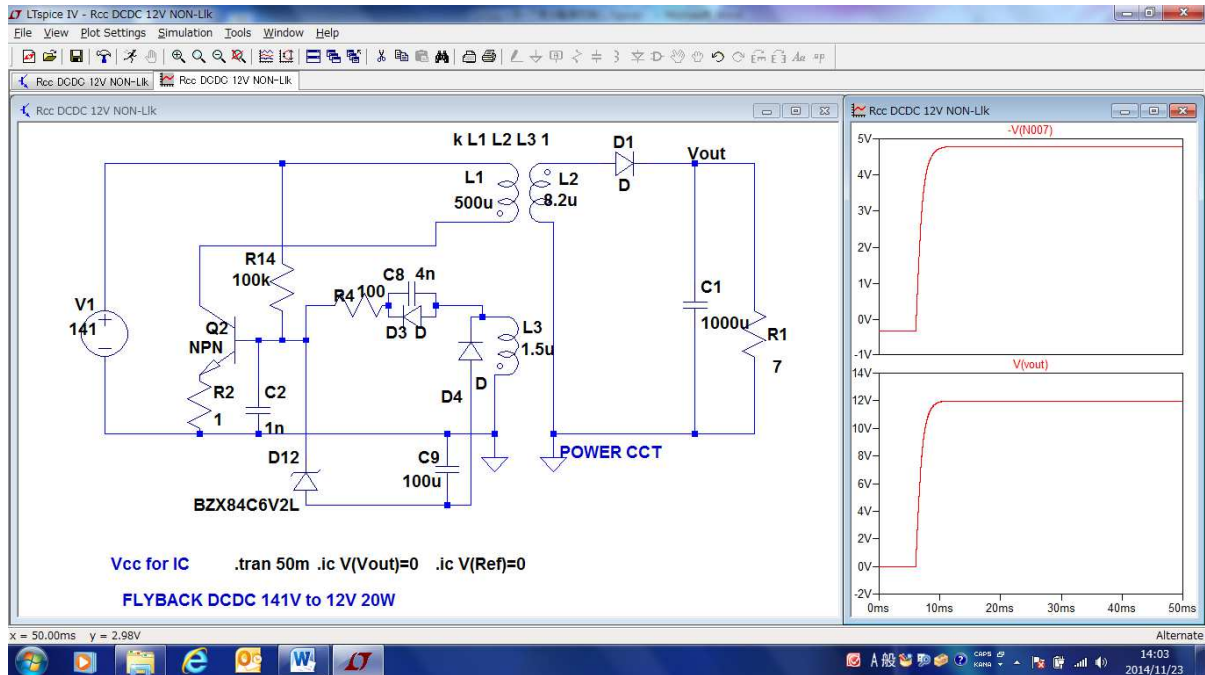 LTspice IV - Rcc DCDC 12V NON-Llk
File View Plot Settings Simulation Tools Window Help
Rcc DCDC 12V NON-Llk
Rcc DCDC 12V NON-Llk
Rcc DCDC 12V NON-Llk
k L1 L2 L3 1
D1
Vout
D
L1
500u
L2
8.2u
R14
100k
C8 4n
R4 100
D3 D
V1
141
Q2
NPN
L3
1.5u
C1
1000u
R1
7
R2
1
C2
1n
D4
D
D12
BZX84C6V2L
C9
100u
POWER CCT
Vcc for IC .tran 50m .ic V(Vout)=0 .ic V(Ref)=0
FLYBACK DCDC 141V to 12V 20W
Rcc DCDC 12V NON-Llk
-V(N007)
5V
4V
3V
2V
1V
0V
-1V
V(vout)
14V
12V
10V
8V
6V
4V
2V
0V
-2V
0ms 10ms 20ms 30ms 40ms 50ms
x = 50.00ms y = 2.98V
Alternate
A 般
CAPS
KANA
14:03
2014/11/23